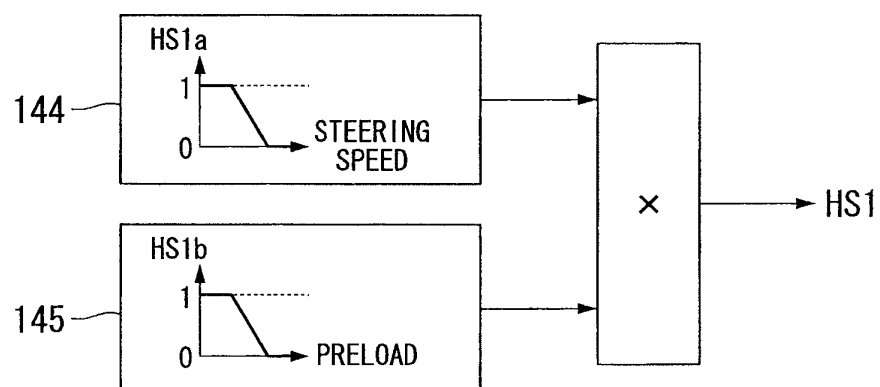 HS1a
1
144
0
STEERING
SPEED
×
HS1
HS1b
1
145
0
PRELOAD